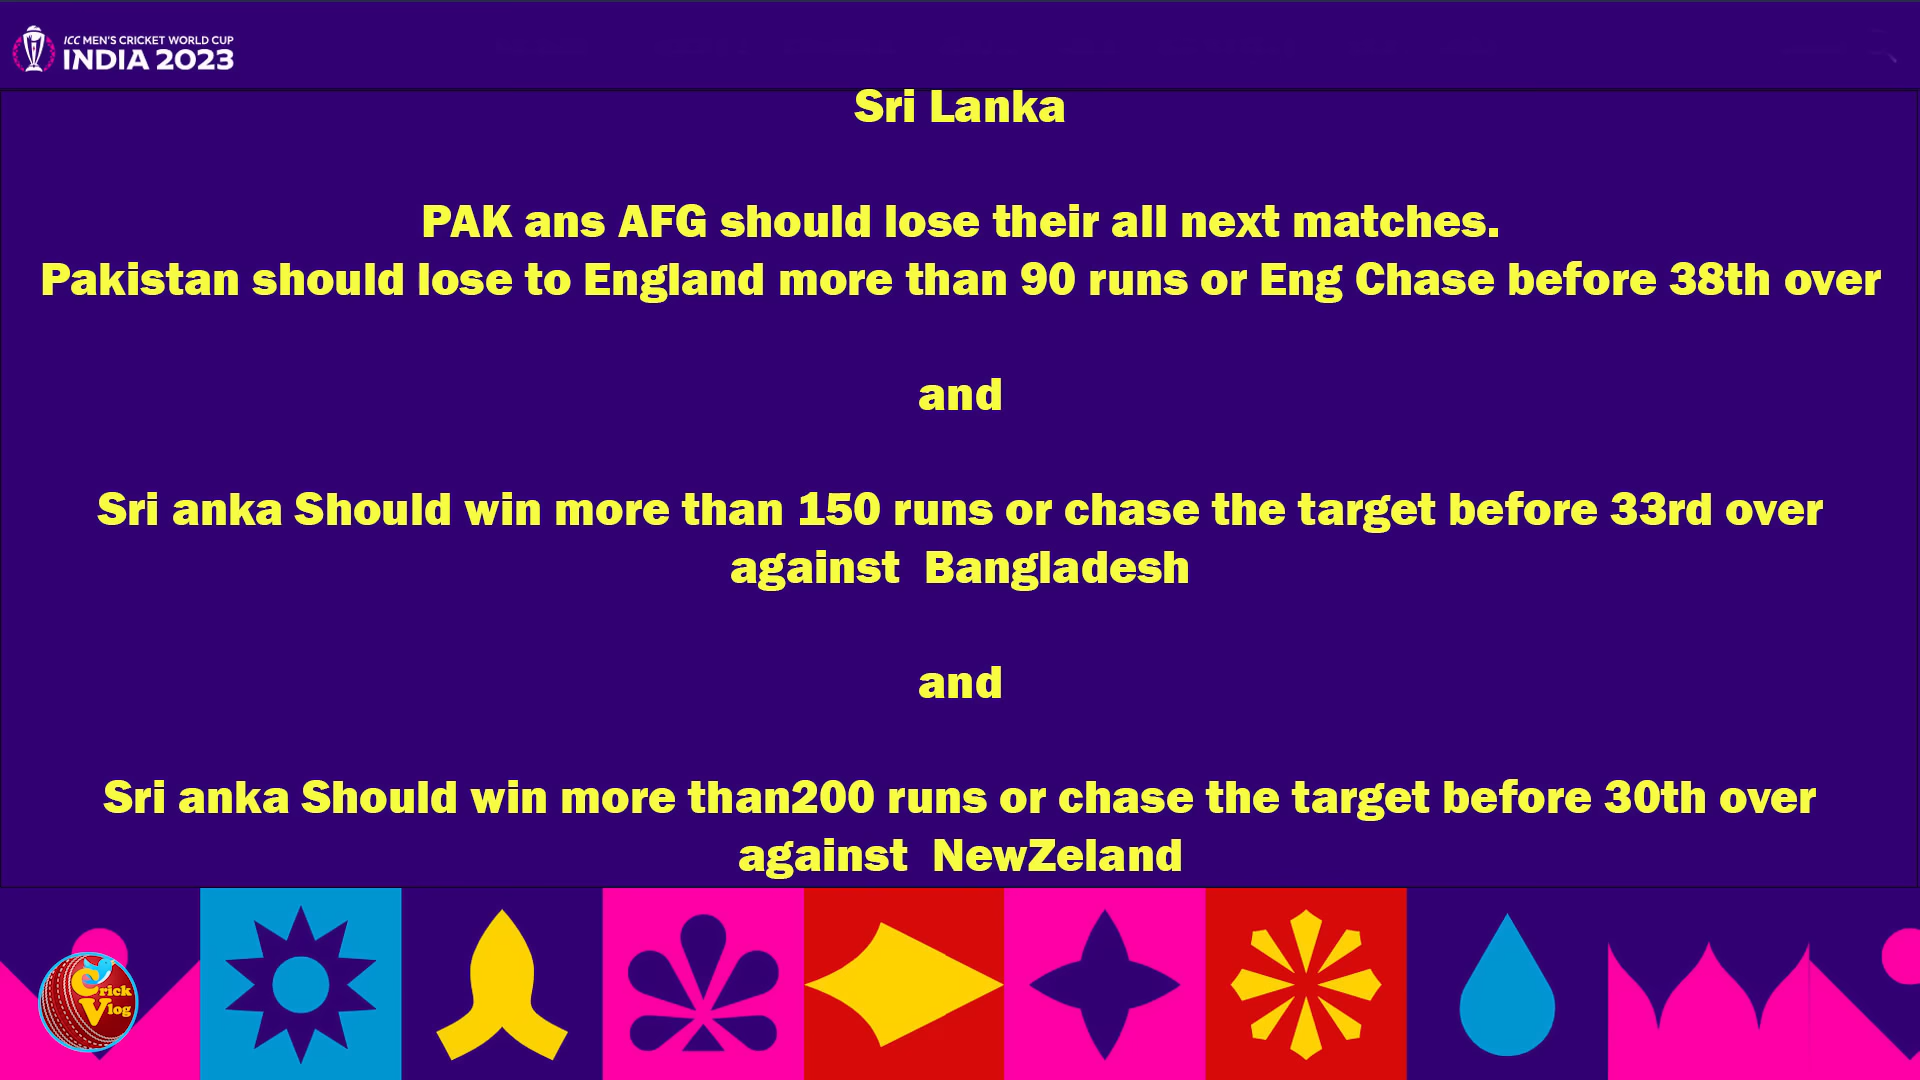 ICC MEN'S CRICKET WORLD CUP
INDIA 2023
Sri Lanka
PAK ans AFG should lose their all next matches.
Pakistan should lose to England more than 90 runs or Eng Chase before 38th over
and
Sri anka Should win more than 150 runs or chase the target before 33rd over
against Bangladesh
and
Sri anka Should win more than200 runs or chase the target before 30th over
against NewZeland
Crick
Vlog